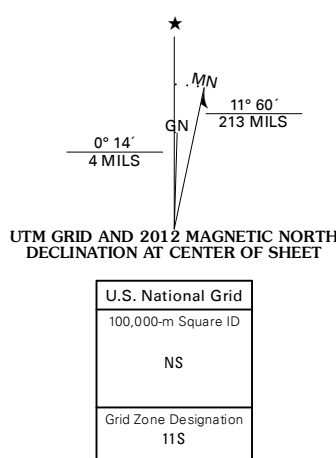 ★
MN
GN
11° 60´
213 MILS
0° 14´
4 MILS
UTM GRID AND 2012 MAGNETIC NORTH
DECLINATION AT CENTER OF SHEET
U.S. National Grid
100,000-m Square ID
NS
Grid Zone Designation
11S